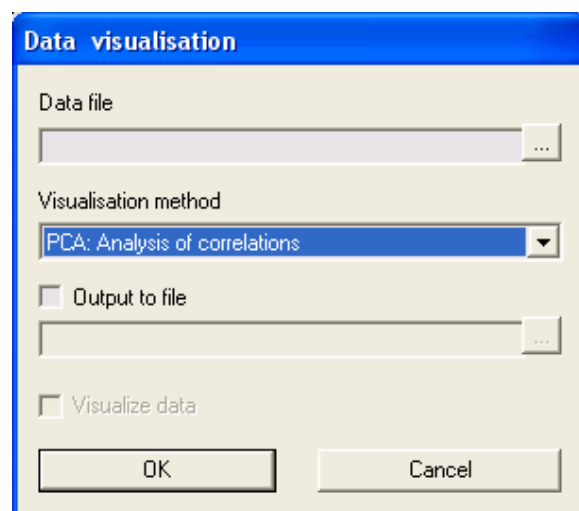 Data visualisation
Data file
...
Visualisation method
PCA: Analysis of correlations
Output to file
...
Visualize data
OK Cancel